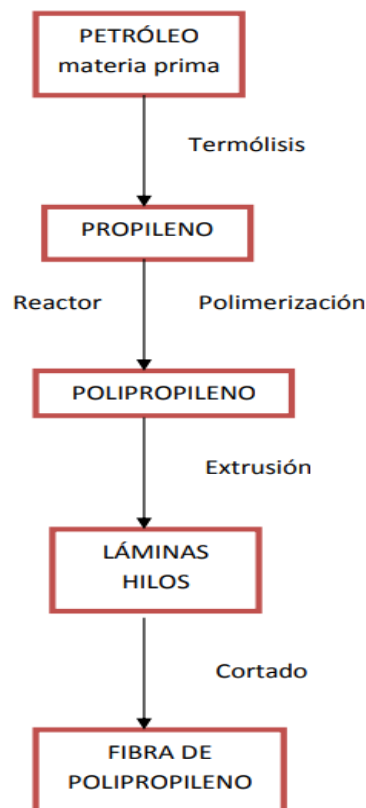 PETRÓLEO
materia prima
Termólisis
PROPILENO
Reactor
Polimerización
POLIPROPILENO
Extrusión
LÁMINAS
HILOS
Cortado
FIBRA DE
POLIPROPILENO